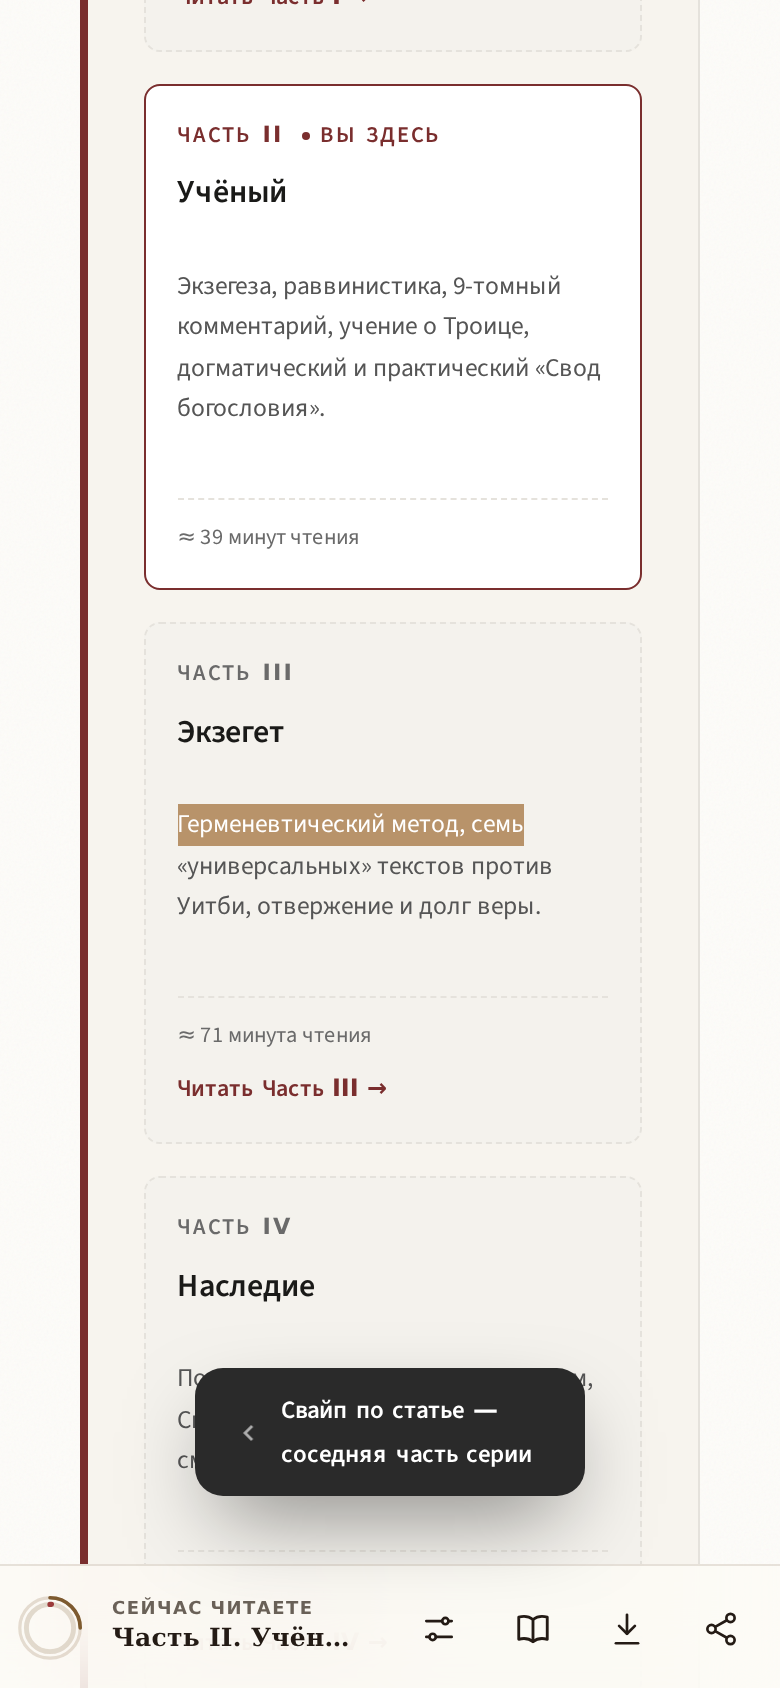 ЧАСТЬ II • ВЫ ЗДЕСЬ
Учёный
Экзегеза, раввинистика, 9-томный
комментарий, учение о Троице,
догматический и практический «Свод
богословия».
≈ 39 минут чтения
ЧАСТЬ III
Экзегет
Герменевтический метод, семь
«универсальных» текстов против
Уитби, отвержение и долг веры.
≈ 71 минута чтения
Читать Часть III →
ЧАСТЬ IV
Наследие
Свайп по статье —
соседняя часть серии
СЕЙЧАС ЧИТАЕТЕ
Часть II. Учён...